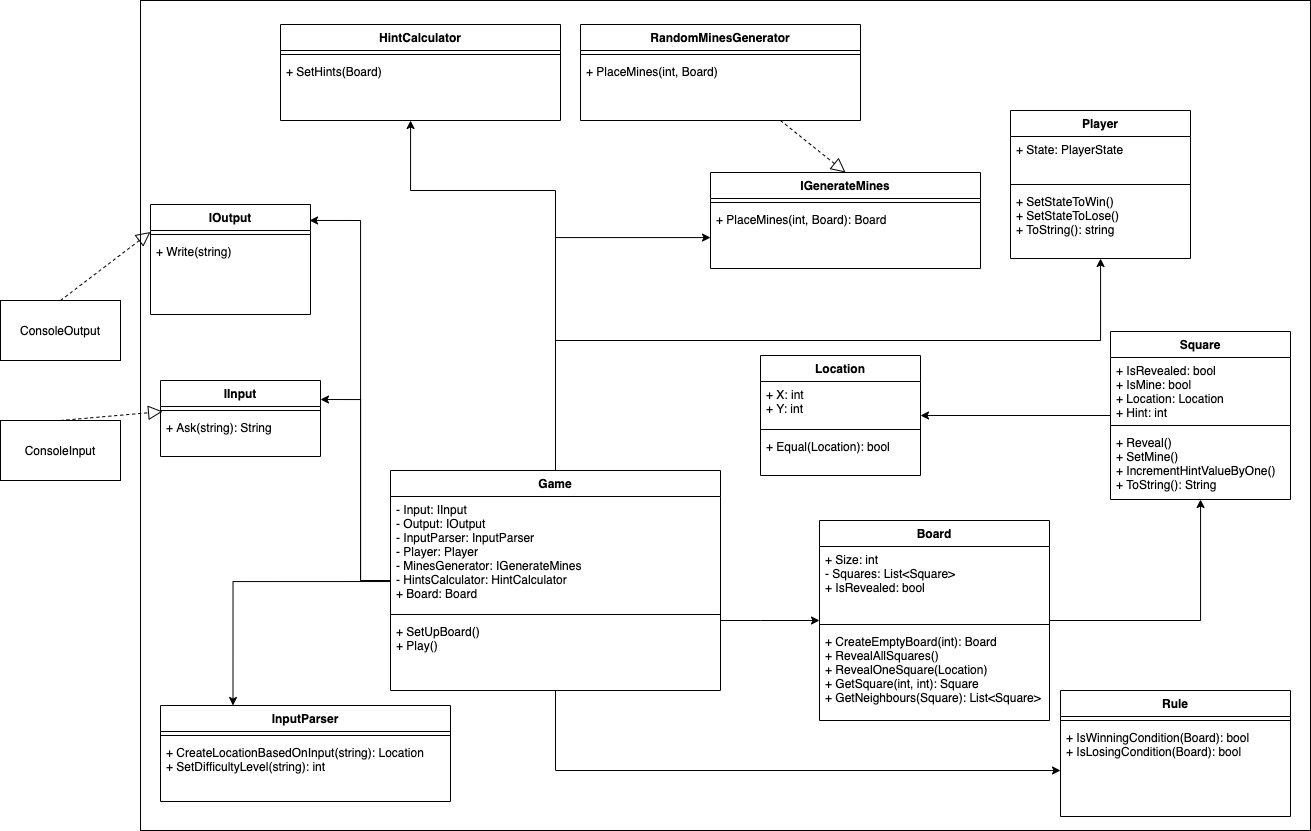 HintCalculator
+ SetHints(Board)
RandomMinesGenerator
+ PlaceMines(int, Board)
Player
+ State: PlayerState
+ SetStateToWin()
+ SetStateToLose()
+ ToString(): string
IGenerateMines
+ PlaceMines(int, Board): Board
IOutput
+ Write(string)
ConsoleOutput
IInput
+ Ask(string): String
ConsoleInput
Location
+ X: int
+ Y: int
+ Equal(Location): bool
Square
+ IsRevealed: bool
+ IsMine: bool
+ Location: Location
+ Hint: int
+ Reveal()
+ SetMine()
+ IncrementHintValueByOne()
+ ToString(): String
Game
- Input: IInput
- Output: IOutput
- InputParser: InputParser
- Player: Player
- MinesGenerator: IGenerateMines
- HintsCalculator: HintCalculator
+ Board: Board
+ SetUpBoard()
+ Play()
Board
+ Size: int
- Squares: List<Square>
+ IsRevealed: bool
+ CreateEmptyBoard(int): Board
+ RevealAllSquares()
+ RevealOneSquare(Location)
+ GetSquare(int, int): Square
+ GetNeighbours(Square): List<Square>
InputParser
+ CreateLocationBasedOnInput(string): Location
+ SetDifficultyLevel(string): int
Rule
+ IsWinningCondition(Board): bool
+ IsLosingCondition(Board): bool